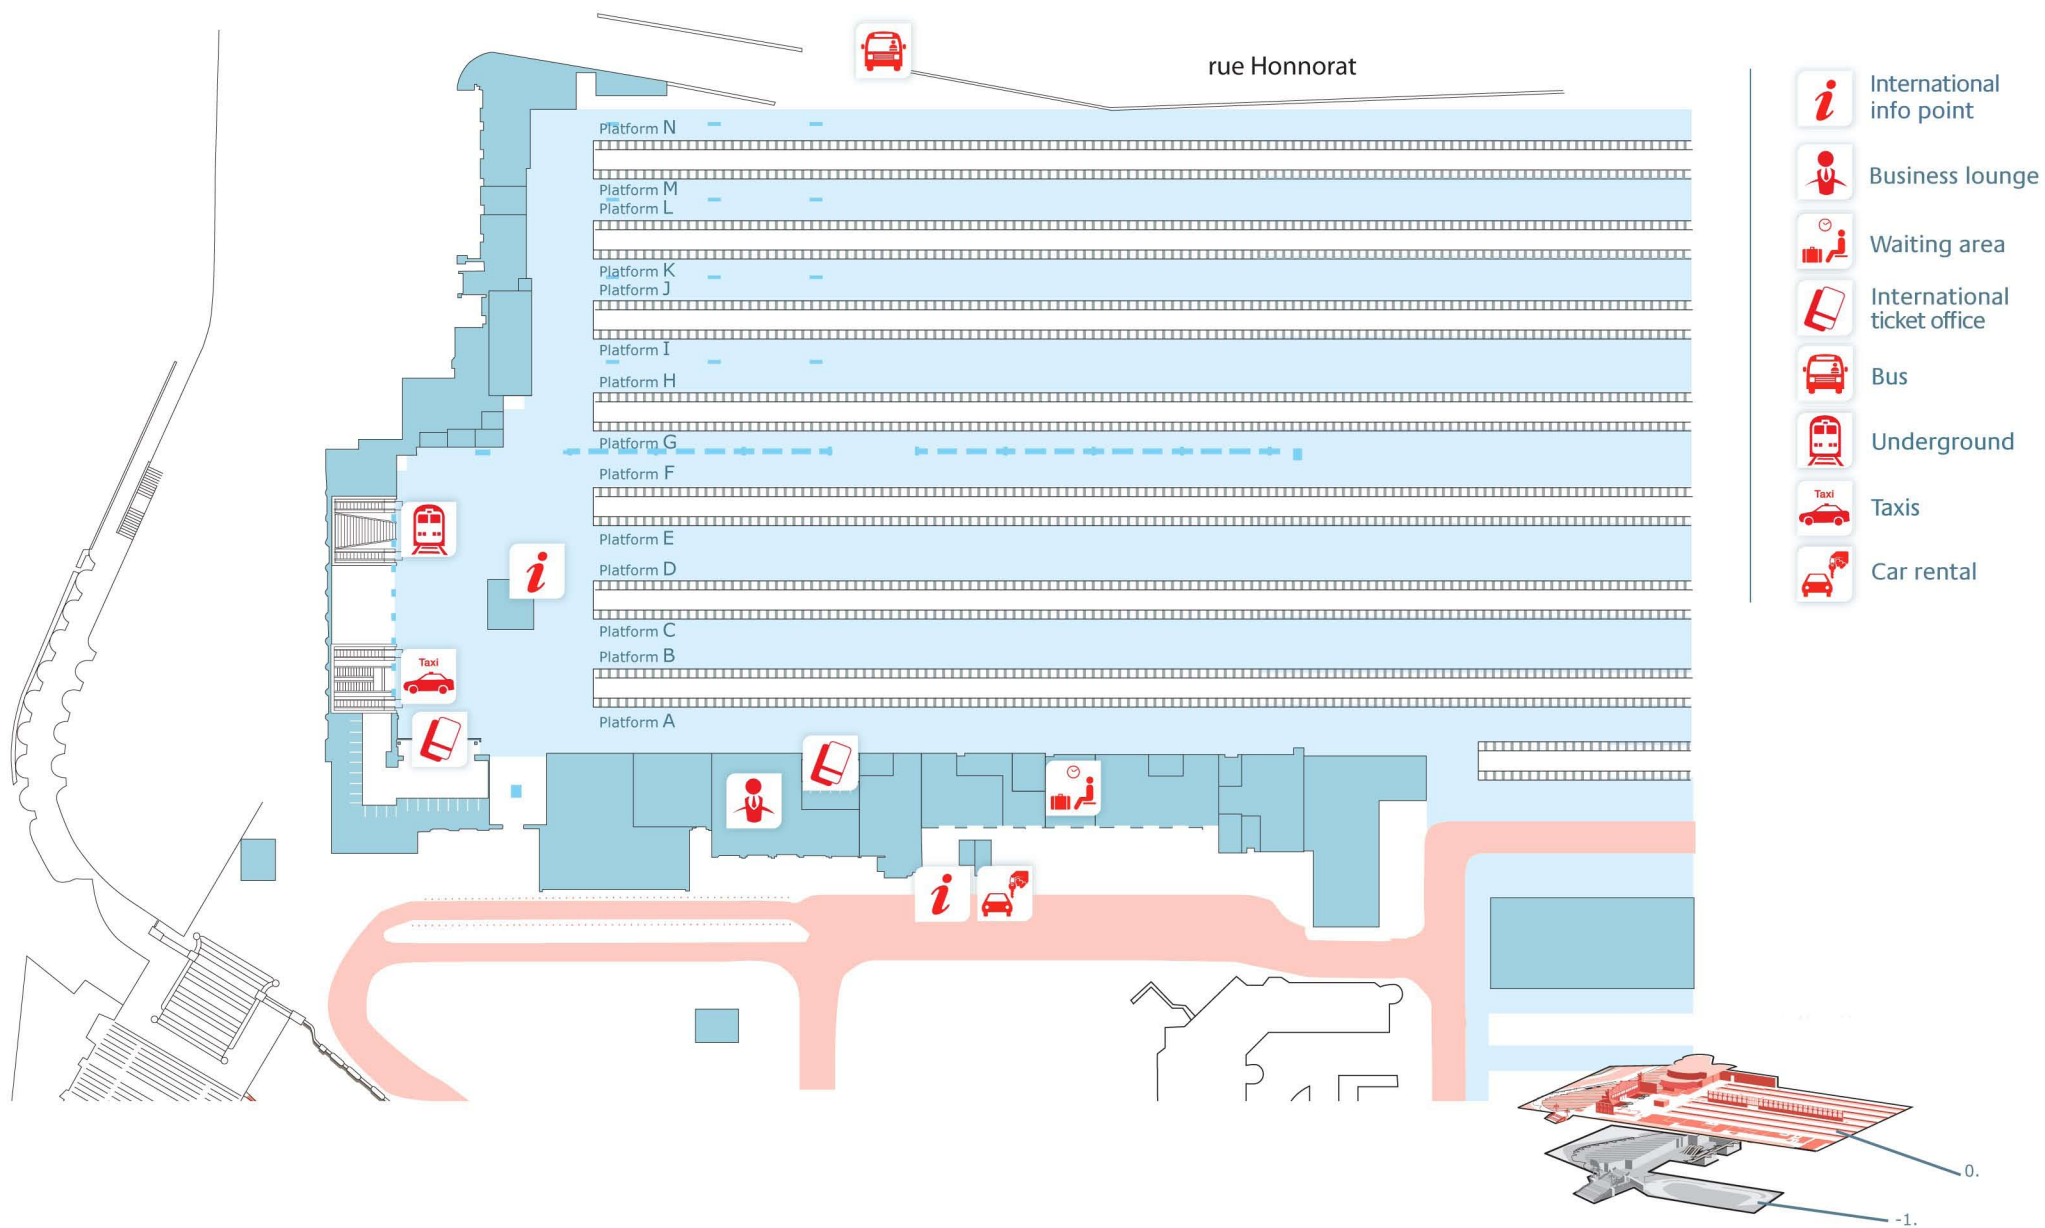 rue Honnorat
Platform N
Platform M
Platform L
Platform K
Platform J
Platform I
Platform H
Platform G
Platform F
Platform E
Platform D
Platform C
Platform B
Platform A
Taxi
International
info point
Business lounge
Waiting area
International
ticket office
Bus
Underground
Taxi
Taxis
Car rental
0.
-1.